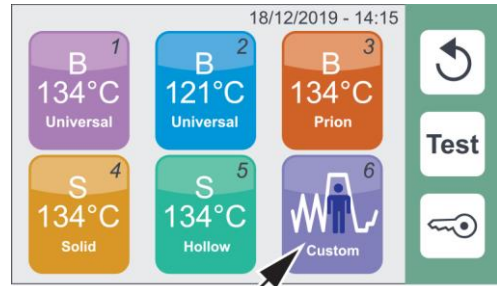 18/12/2019 - 14:15
1
B
134°C
Universal
2
B
121°C
Universal
3
B
134°C
Prion
4
S
134°C
Solid
5
S
134°C
Hollow
6
Custom
Test